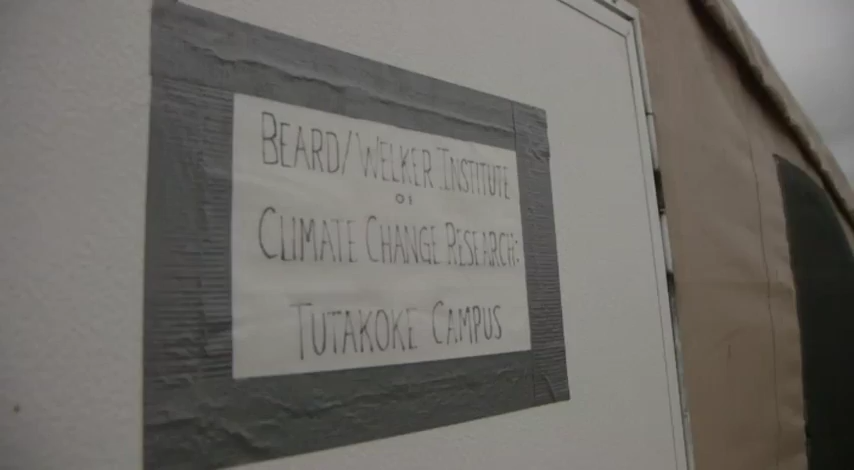 BEARD/WELKER INSTITUTE
OF
CLIMATE CHANGE RESEARCH:
TUTAKOKE CAMPUS